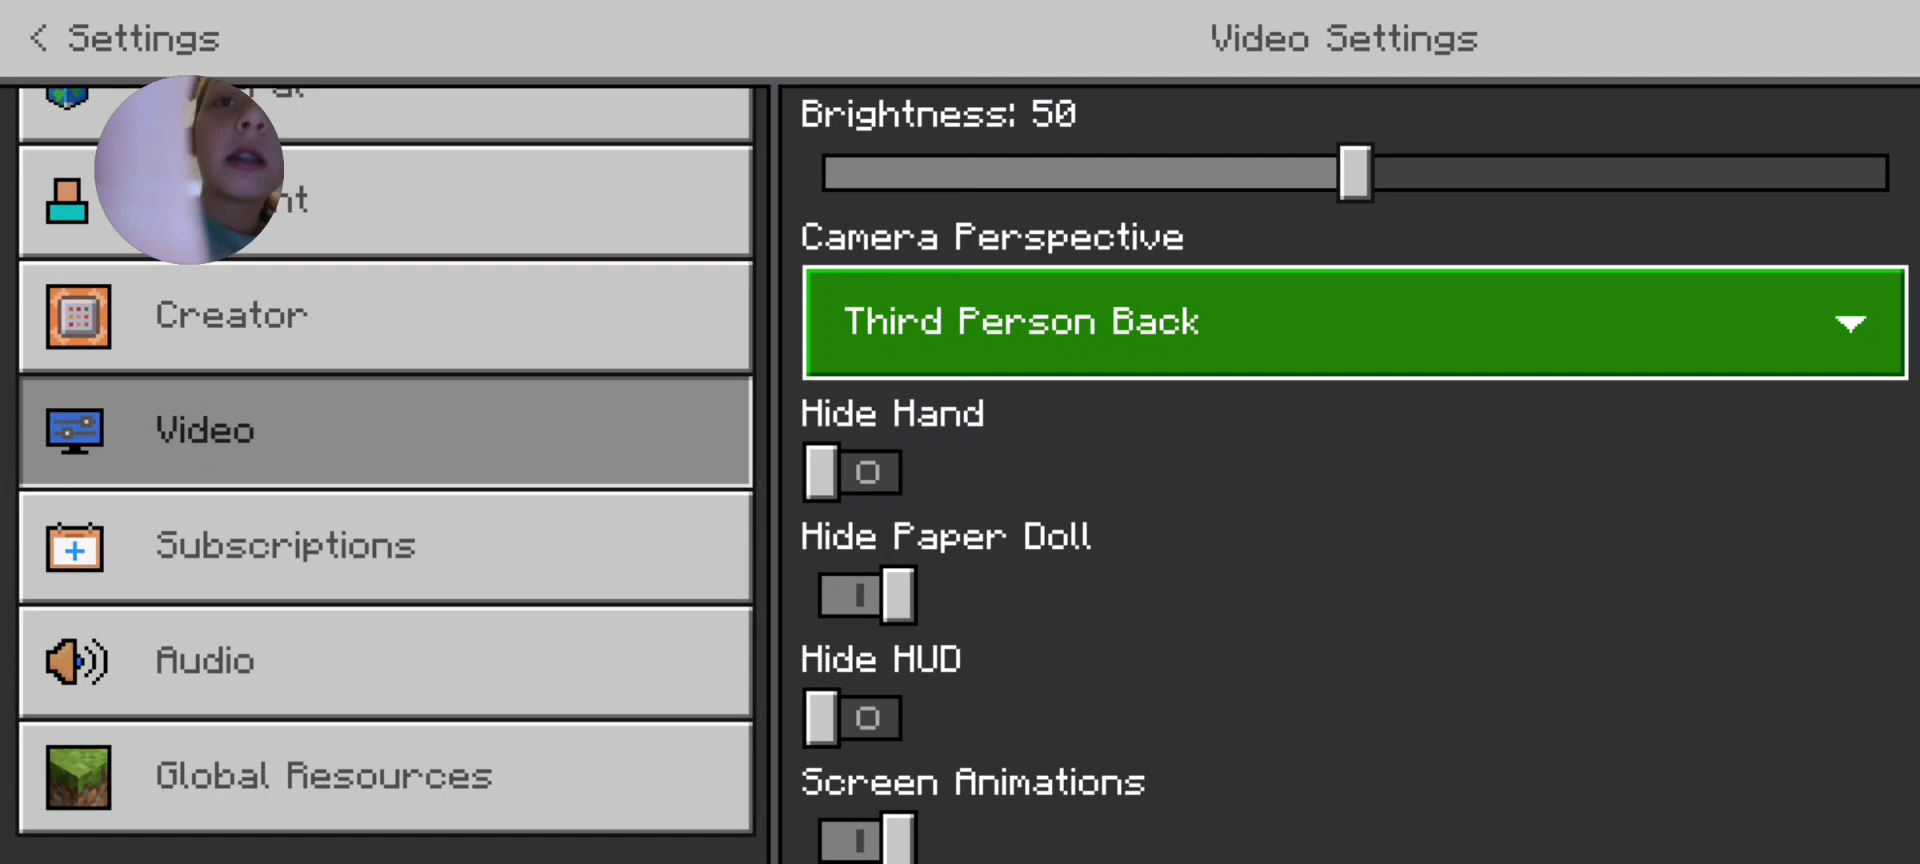 Settings
Video Settings
Brightness: 50
Camera Perspective
Third Person Back
Creator
Hide Hand
Video
Hide Paper Doll
Subscriptions
Hide HUD
Audio
Global Resources
Screen Animations